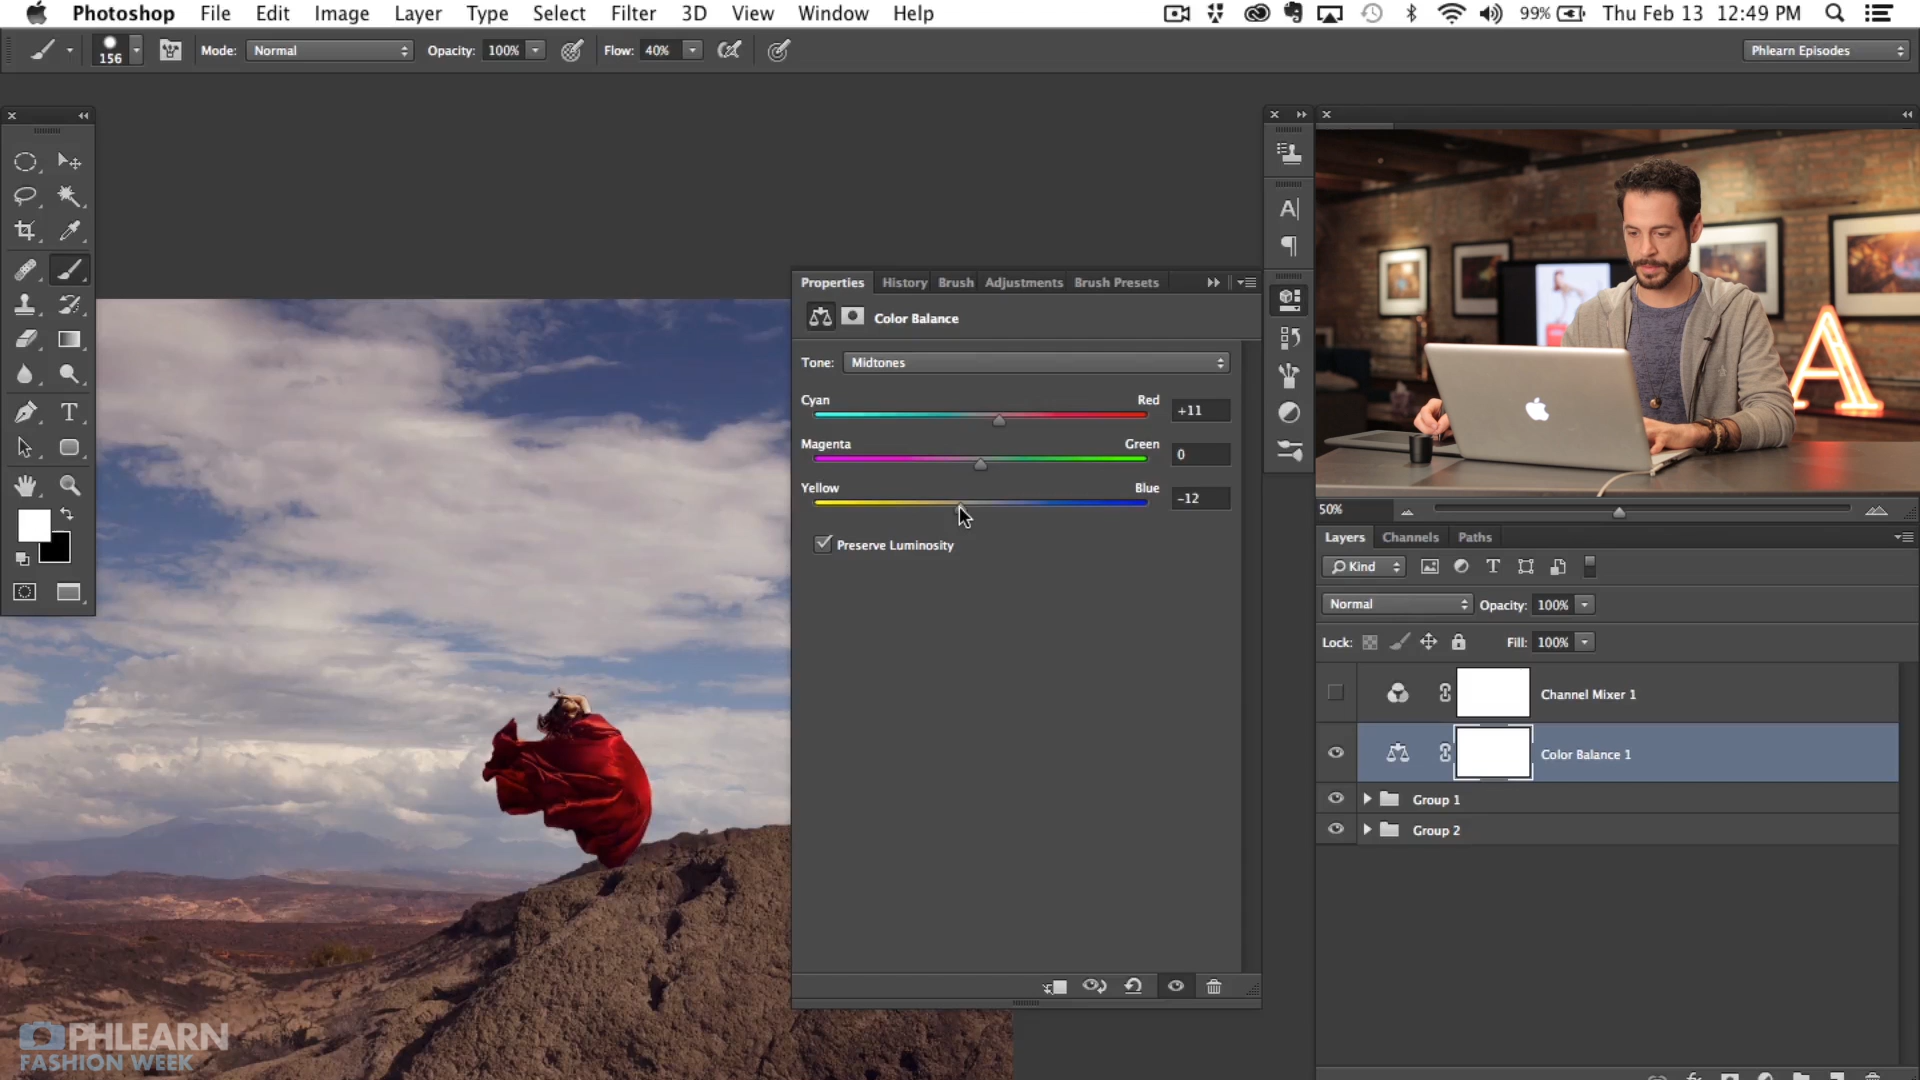 Photoshop File Edit Image Layer Type Select Filter 3D View Window Help 99% Thu Feb 13 12:49 PM
156 Mode: Normal Opacity: 100% Flow: 40% Phlearn Episodes
Properties History Brush Adjustments Brush Presets
Color Balance
Tone: Midtones
Cyan Red +11
Magenta Green 0
Yellow Blue -12
Preserve Luminosity
A
50%
Layers Channels Paths
Kind
Normal Opacity: 100%
Lock: Fill: 100%
Channel Mixer 1
Color Balance 1
Group 1
Group 2
PHLEARN
FASHION WEEK